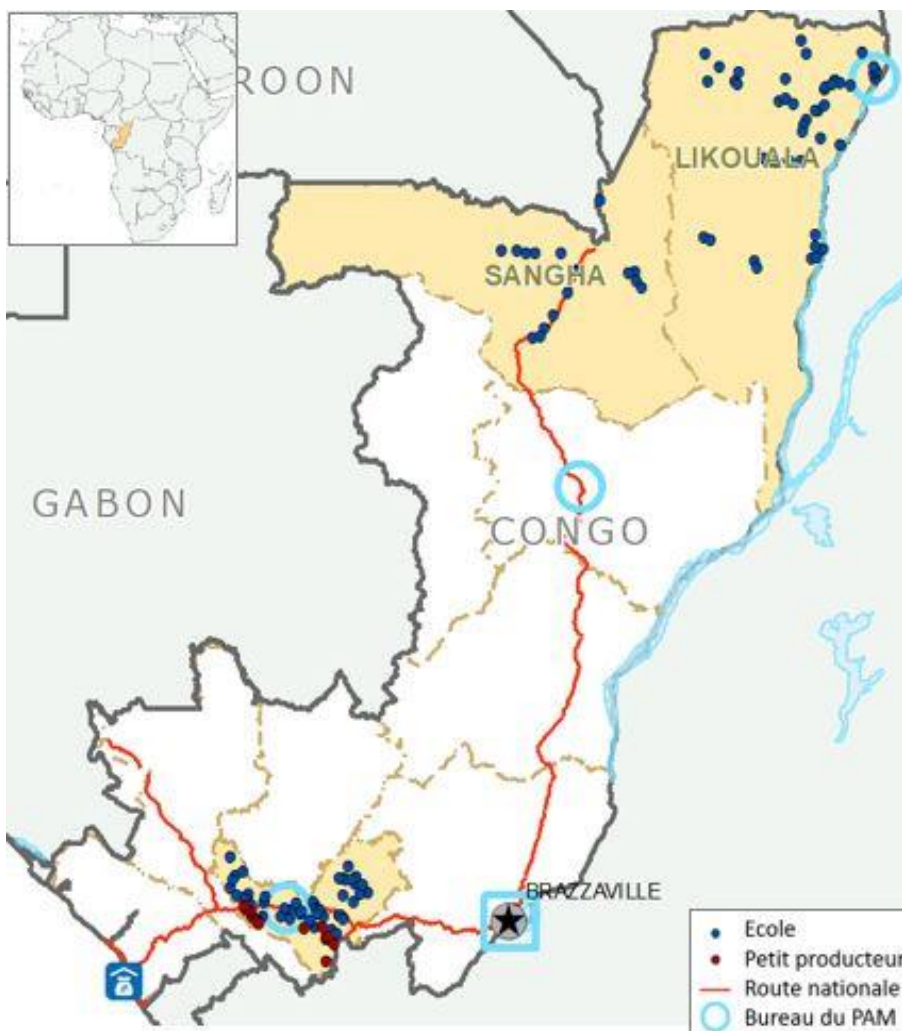 ROON
LIKOUALA
SANGHA
GABON
CONGO
BRAZZAVILLE
Ecole
Petit producteur
Route nationale
Bureau du PAM